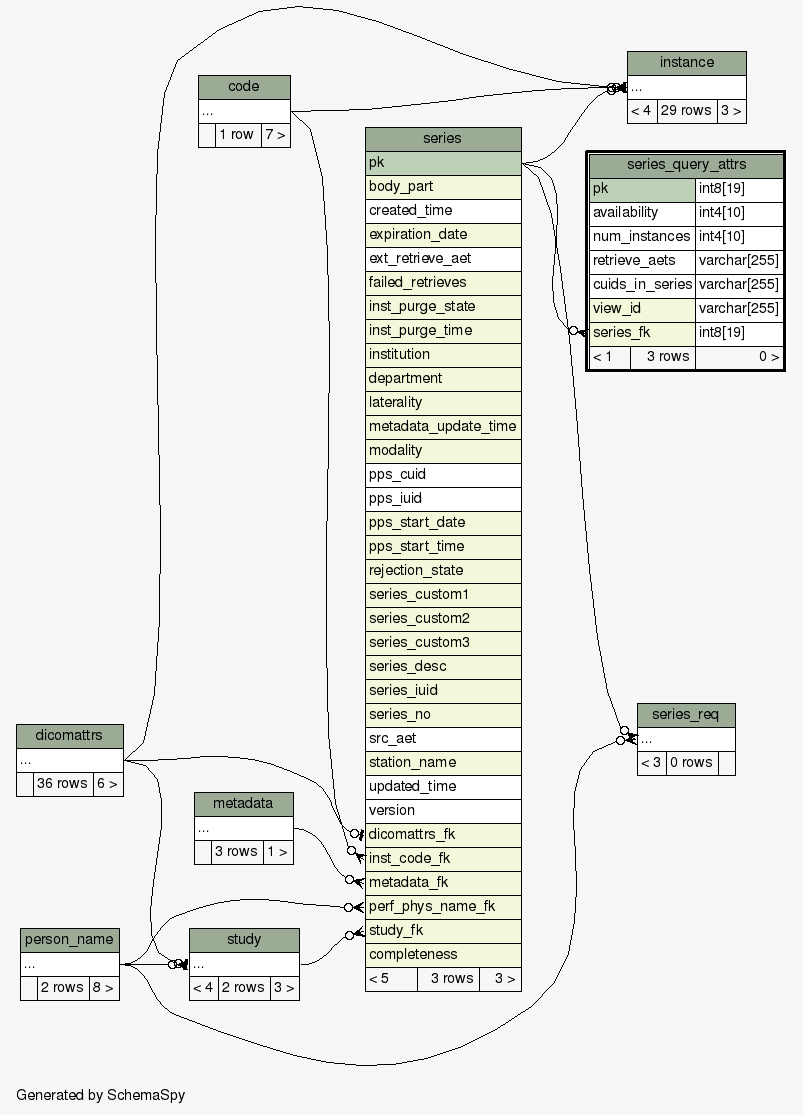 instance
...
< 4 29 rows 3 >
code
...
1 row 7 >
series
pk
body_part
created_time
expiration_date
ext_retrieve_aet
failed_retrieves
inst_purge_state
inst_purge_time
institution
department
laterality
metadata_update_time
modality
pps_cuid
pps_iuid
pps_start_date
pps_start_time
rejection_state
series_custom1
series_custom2
series_custom3
series_desc
series_iuid
series_no
src_aet
station_name
updated_time
version
dicomattrs_fk
inst_code_fk
metadata_fk
perf_phys_name_fk
study_fk
completeness
< 5 3 rows 3 >
series_query_attrs
pk int8[19]
availability int4[10]
num_instances int4[10]
retrieve_aets varchar[255]
cuids_in_series varchar[255]
view_id varchar[255]
series_fk int8[19]
< 1 3 rows 0 >
series_req
...
< 3 0 rows
dicomattrs
...
36 rows 6 >
metadata
...
3 rows 1 >
person_name
...
2 rows 8 >
study
...
< 4 2 rows 3 >
Generated by SchemaSpy